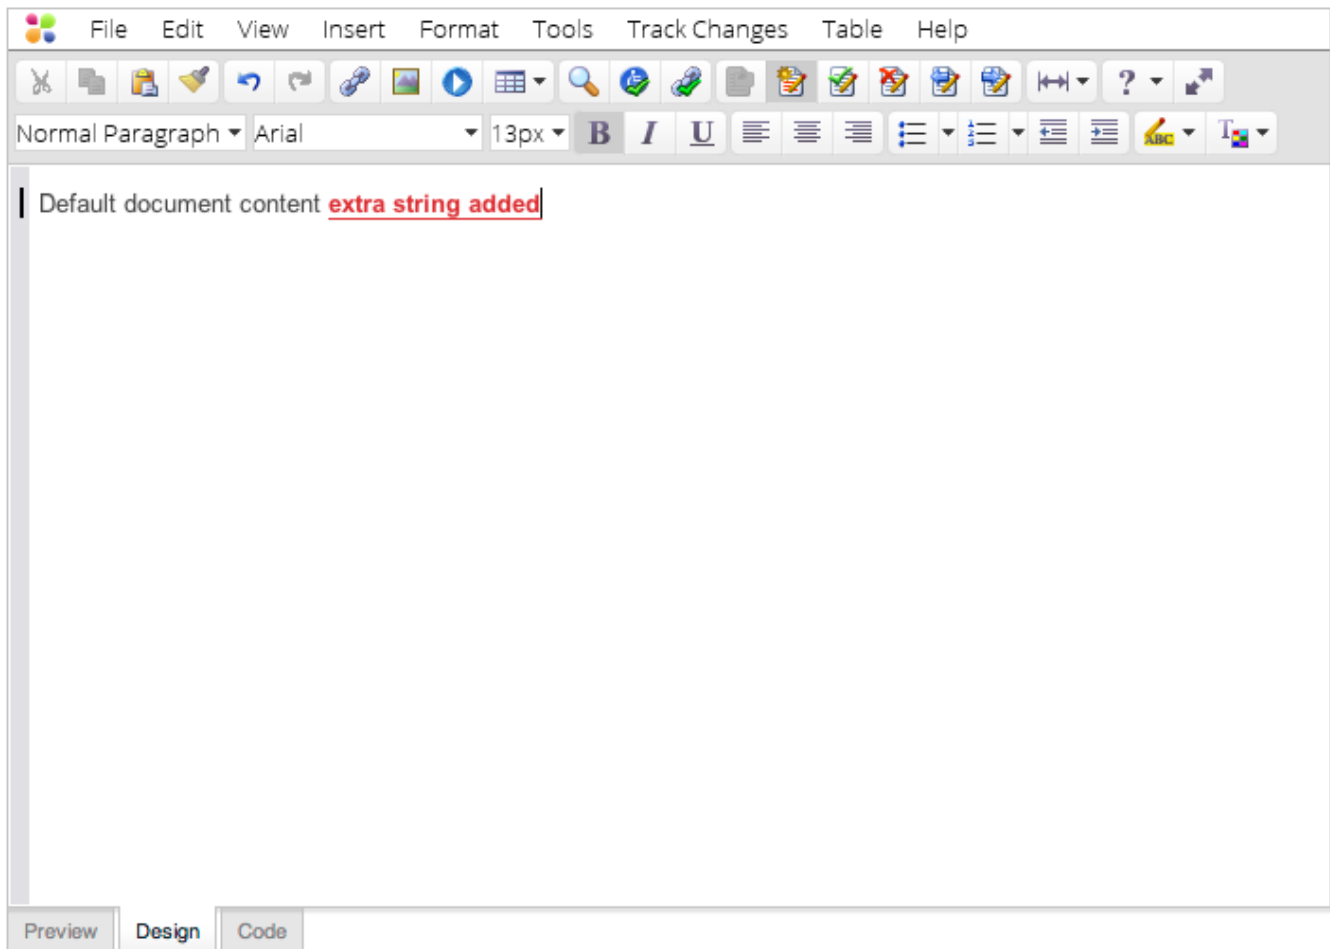 File Edit View Insert Format Tools Track Changes Table Help
?
Normal Paragraph Arial 13px B I U ABC T
Default document content extra string added
Preview Design Code